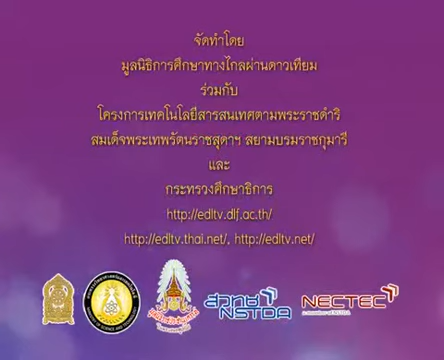 จัดทำโดย
มูลนิธิการศึกษาทางไกลผ่านดาวเทียม
ร่วมกับ
โครงการเทคโนโลยีสารสนเทศตามพระราชดำริ
สมเด็จพระเทพรัตนราชสุดาฯ สยามบรมราชกุมารี
และ
กระทรวงศึกษาธิการ
http://edltv.dlf.ac.th/
http://edltv.thai.net/, http://edltv.net/
สวทช
NSTDA
NECTEC
a member of NSTDA